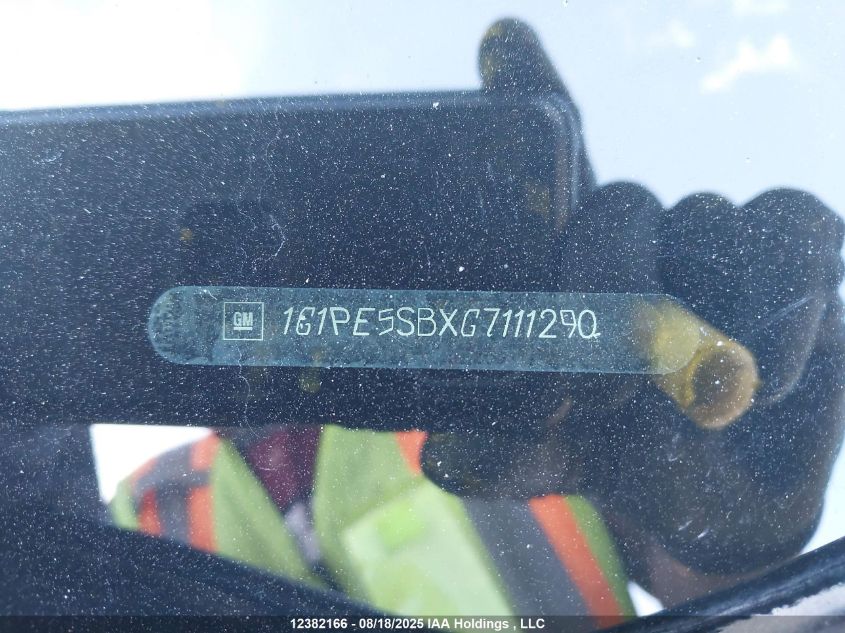 GM 1G1PE5SBXG7111290
12382166 - 08/18/2025 IAA Holdings , LLC